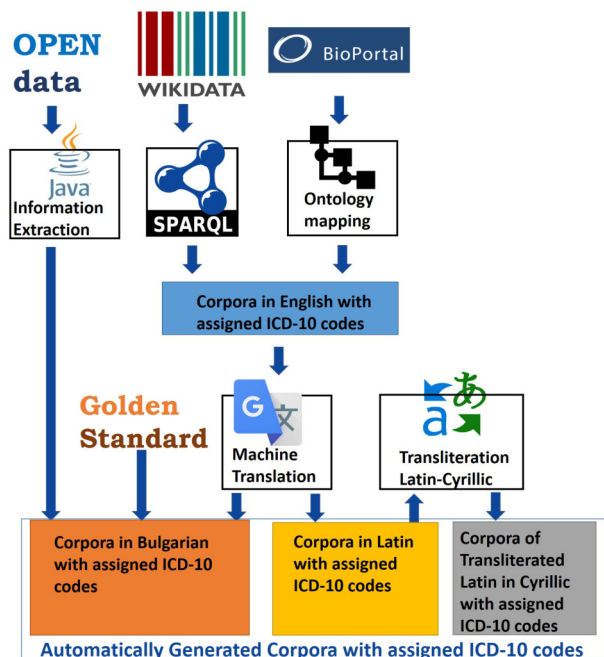 OPEN
data
WIKIDATA
BioPortal
Java
Information
Extraction
SPARQL
Ontology
mapping
Corpora in English with
assigned ICD-10 codes
Golden
Standard
G
文
Machine
Translation
a
あ
Transliteration
Latin-Cyrillic
Corpora in Bulgarian
with assigned ICD-10
codes
Corpora in Latin
with assigned
ICD-10 codes
Corpora of
Transliterated
Latin in Cyrillic
with assigned
ICD-10 codes
Automatically Generated Corpora with assigned ICD-10 codes